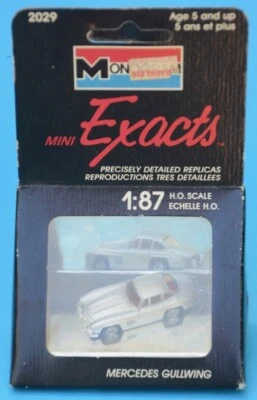 2029
Age 5 and up
5 ans et plus
MON
MINI Exacts™
PRECISELY DETAILED REPLICAS
REPRODUCTIONS TRES DETAILLEES
1:87 H.O. SCALE
ECHELLE H.O.
MERCEDES GULLWING